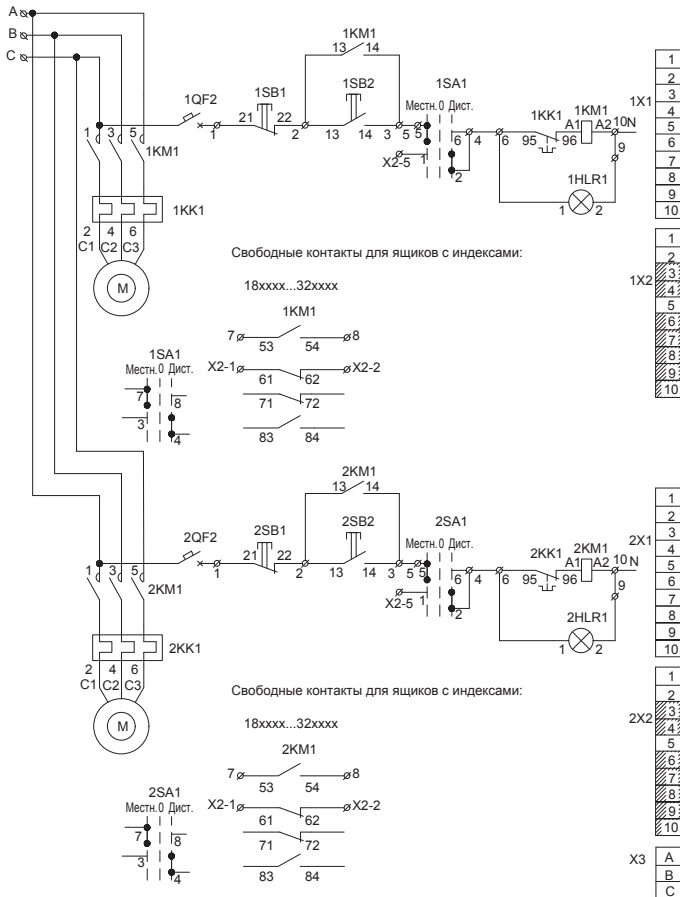 A
B
C
1KM1
13 14
1QF2 1SB1 1SB2 1SA1
Местн. 0 Дист.
1KK1 1KM1
21 22 A1 A2 10 N
1 2 13 14 3 5 5 6 4 6 95 96 9
1 3 5
1KM1
X2-5 1 2
1HLR1
1 2
1KK1
2 4 6
C1 C2 C3
M
Свободные контакты для ящиков с индексами:
18xxxx...32xxxx
1KM1
7 8
53 54
X2-1 X2-2
61 62
71 72
83 84
1SA1
Местн. 0 Дист.
7 8
3 4
1X1
1
2
3
4
5
6
7
8
9
10
1X2
1
2
3
4
5
6
7
8
9
10
2KM1
13 14
2QF2 2SB1 2SB2 2SA1
Местн. 0 Дист.
2KK1 2KM1
21 22 A1 A2 10 N
1 2 13 14 3 5 5 6 4 6 95 96 9
1 3 5
2KM1
X2-5 1 2
2HLR1
1 2
2KK1
2 4 6
C1 C2 C3
M
Свободные контакты для ящиков с индексами:
18xxxx...32xxxx
2KM1
7 8
53 54
X2-1 X2-2
61 62
71 72
83 84
2SA1
Местн. 0 Дист.
7 8
3 4
2X1
1
2
3
4
5
6
7
8
9
10
2X2
1
2
3
4
5
6
7
8
9
10
X3
A
B
C